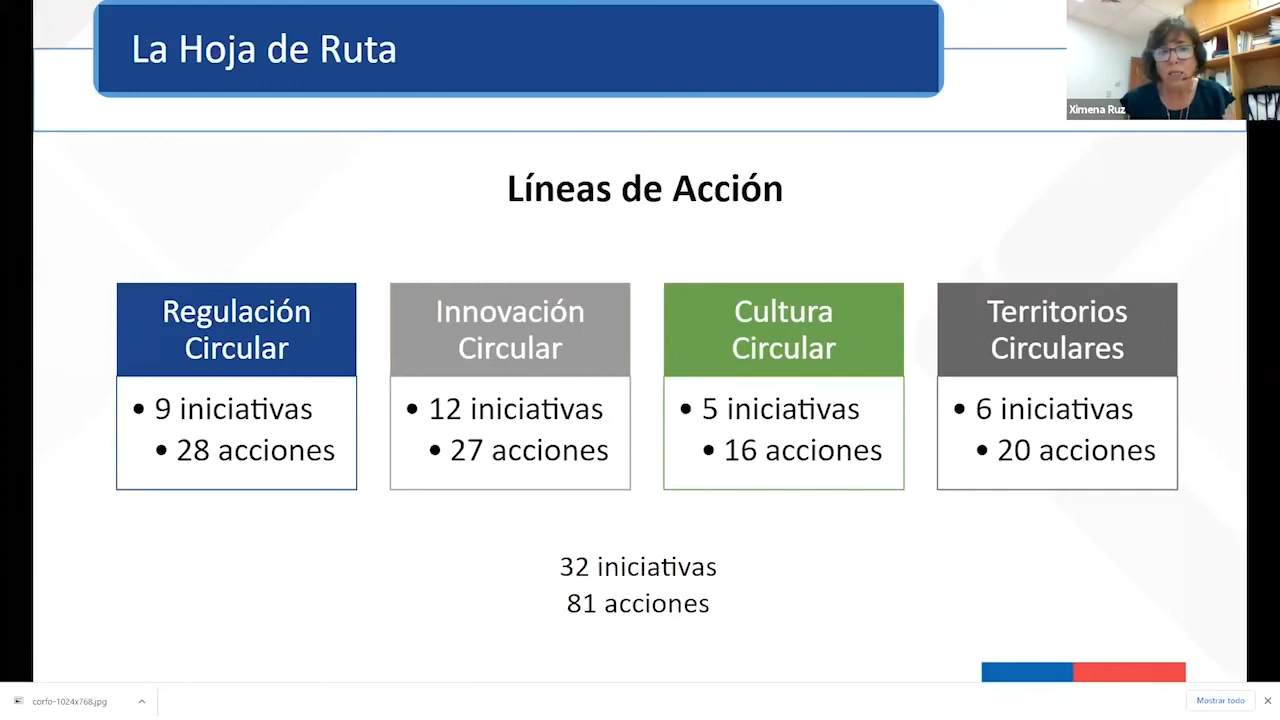 La Hoja de Ruta
Ximena Ruz
Líneas de Acción
Regulación
Circular
• 9 iniciativas
• 28 acciones
Innovación
Circular
• 12 iniciativas
• 27 acciones
Cultura
Circular
• 5 iniciativas
• 16 acciones
Territorios
Circulares
• 6 iniciativas
• 20 acciones
32 iniciativas
81 acciones
corfo-1024x768.jpg
Mostrar todo